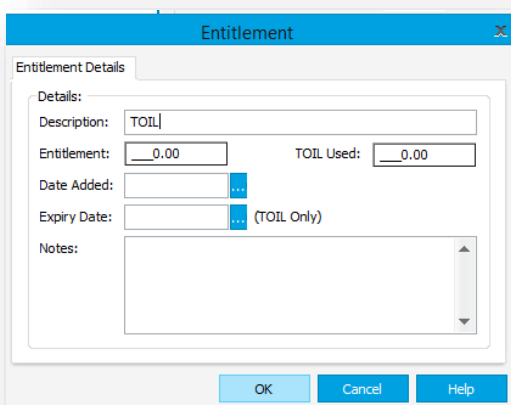 Entitlement x
Entitlement Details
Details:
Description: TOIL
Entitlement: ___0.00 TOIL Used: ___0.00
Date Added: ...
Expiry Date: ... (TOIL Only)
Notes:
OK Cancel Help